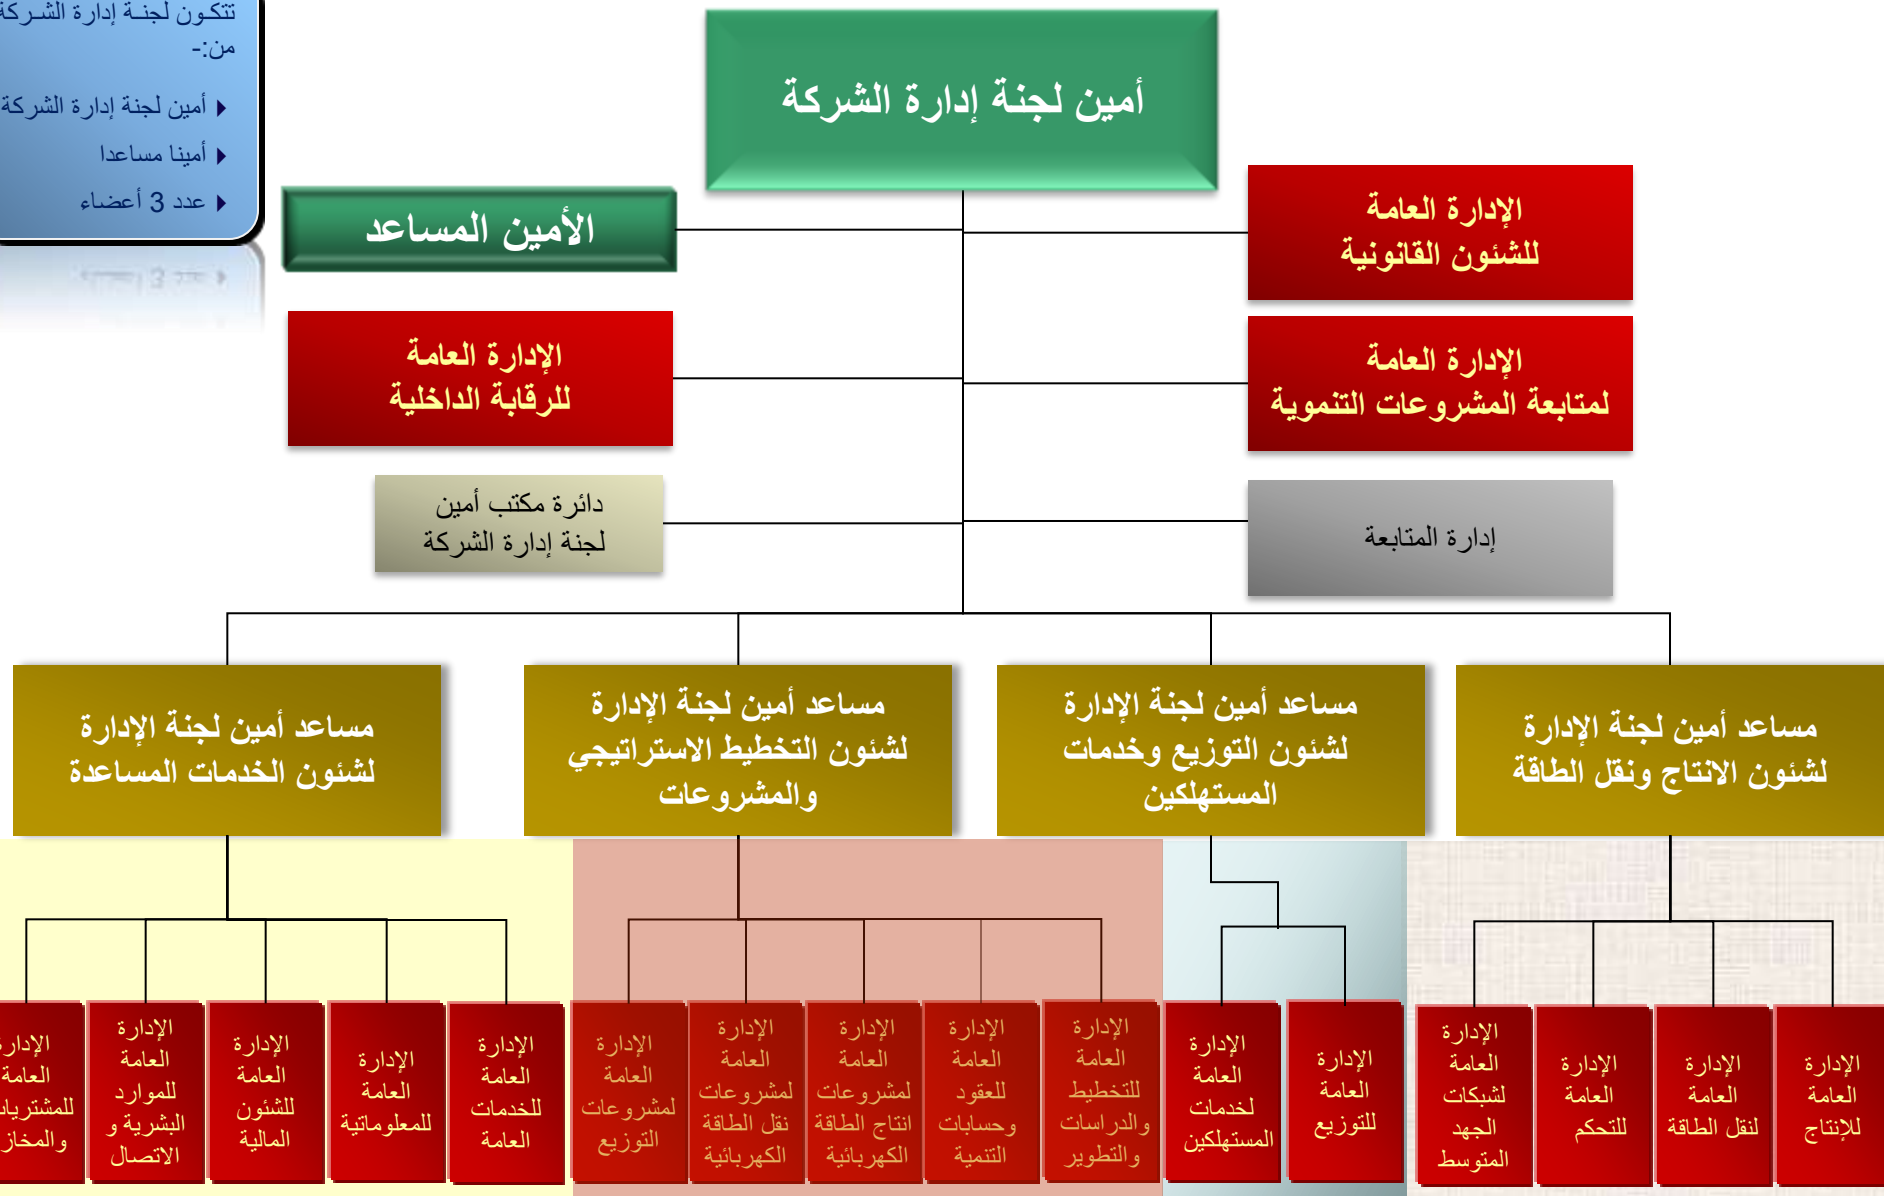 تتكون لجنة إدارة الشركة
من:-
أمين لجنة إدارة الشركة
أمينا مساعدا
عدد 3 أعضاء
أمين لجنة إدارة الشركة
الأمين المساعد
الإدارة العامة
للشئون القانونية
الإدارة العامة
للرقابة الداخلية
الإدارة العامة
لمتابعة المشروعات التنموية
دائرة مكتب أمين
لجنة إدارة الشركة
إدارة المتابعة
مساعد أمين لجنة الإدارة
لشئون الانتاج ونقل الطاقة
مساعد أمين لجنة الإدارة
لشئون التوزيع وخدمات
المستهلكين
مساعد أمين لجنة الإدارة
لشئون التخطيط الاستراتيجي
والمشروعات
مساعد أمين لجنة الإدارة
لشئون الخدمات المساعدة
الإدارة
العامة
للإنتاج
الإدارة
العامة
لنقل الطاقة
الإدارة
العامة
للتحكم
الإدارة
العامة
لشبكات
الجهد
المتوسط
الإدارة
العامة
للتوزيع
الإدارة
العامة
لخدمات
المستهلكين
الإدارة
العامة
للتخطيط
والدراسات
والتطوير
الإدارة
العامة
للعقود
وحسابات
التنمية
الإدارة
العامة
لمشروعات
انتاج الطاقة
الكهربائية
الإدارة
العامة
لمشروعات
نقل الطاقة
الكهربائية
الإدارة
العامة
لمشروعات
التوزيع
الإدارة
العامة
للخدمات
العامة
الإدارة
العامة
للمعلوماتية
الإدارة
العامة
للشئون
المالية
الإدارة
العامة
للموارد
البشرية و
الاتصال
الإدارة
العامة
للمشتريات
والمخازن